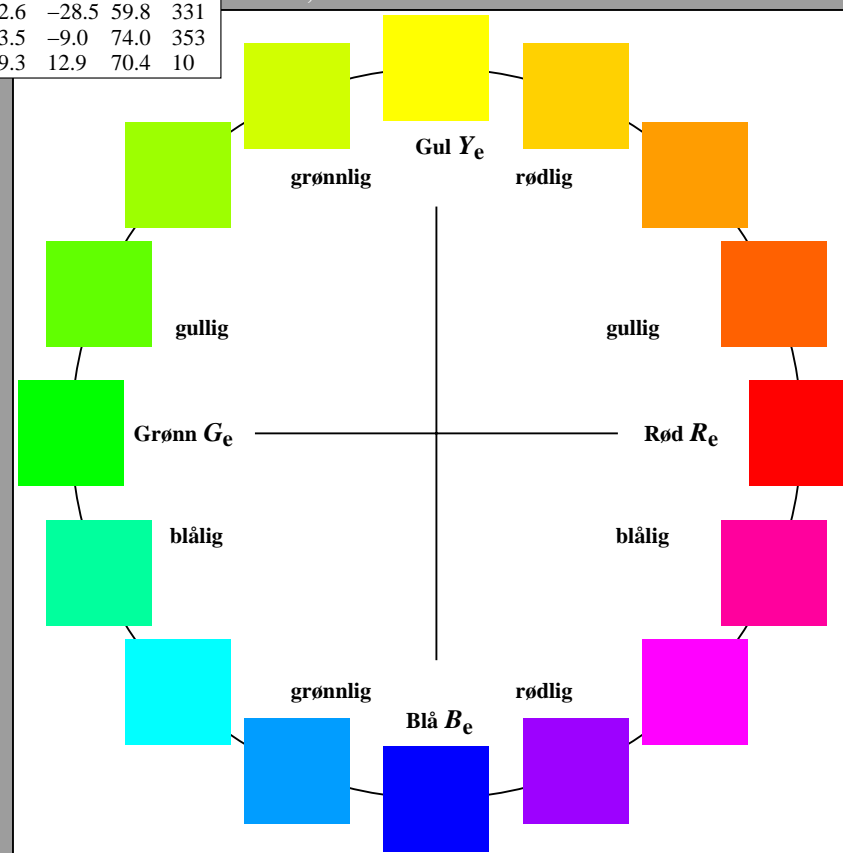 2.6 −28.5 59.8 331
3.5 −9.0 74.0 353
9.3 12.9 70.4 10
Gul Yₑ
grønnlig rødlig
gullig gullig
Grønn Gₑ Rød Rₑ
blålig blålig
grønnlig rødlig
Blå Bₑ